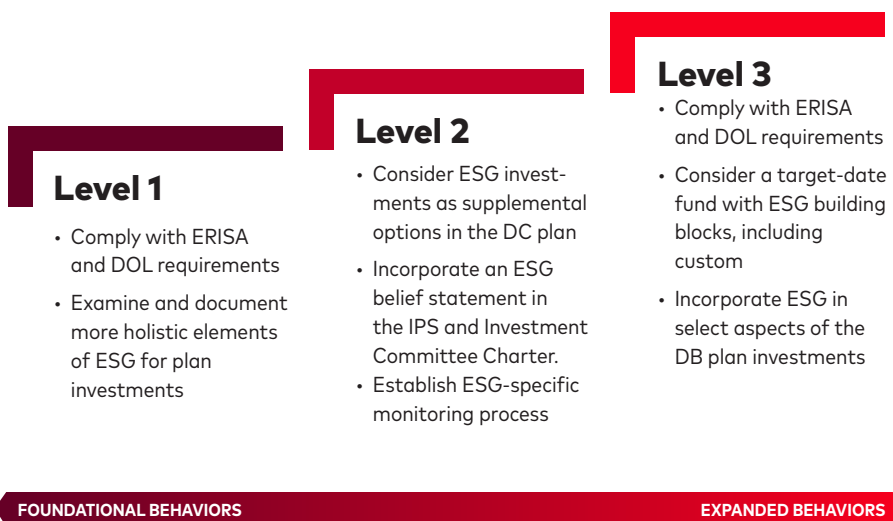 Level 1
• Comply with ERISA
and DOL requirements
• Examine and document
more holistic elements
of ESG for plan
investments
Level 2
• Consider ESG invest-
ments as supplemental
options in the DC plan
• Incorporate an ESG
belief statement in
the IPS and Investment
Committee Charter.
• Establish ESG-specific
monitoring process
Level 3
• Comply with ERISA
and DOL requirements
• Consider a target-date
fund with ESG building
blocks, including
custom
• Incorporate ESG in
select aspects of the
DB plan investments
FOUNDATIONAL BEHAVIORS
EXPANDED BEHAVIORS